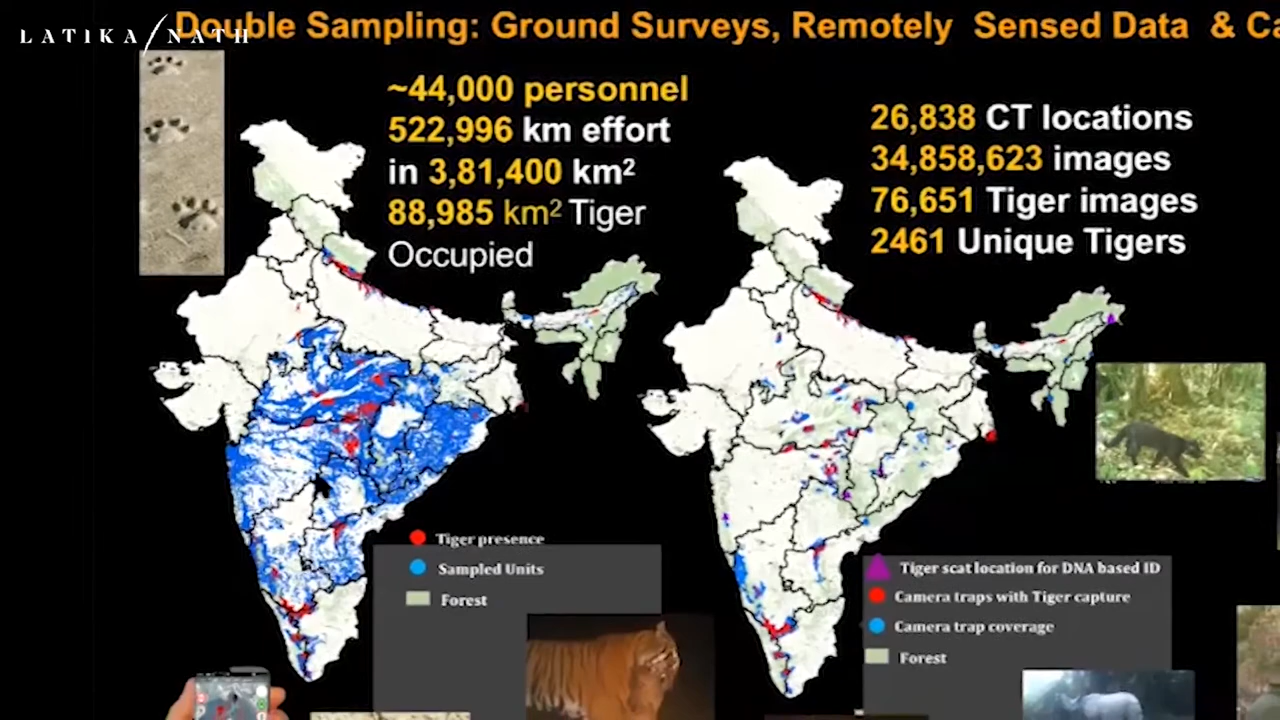 LATIKA NATH
Double Sampling: Ground Surveys, Remotely Sensed Data & Ca
~44,000 personnel
522,996 km effort
in 3,81,400 km²
88,985 km² Tiger
Occupied
26,838 CT locations
34,858,623 images
76,651 Tiger images
2461 Unique Tigers
Tiger presence
Sampled Units
Forest
Tiger scat location for DNA based ID
Camera traps with Tiger capture
Camera trap coverage
Forest